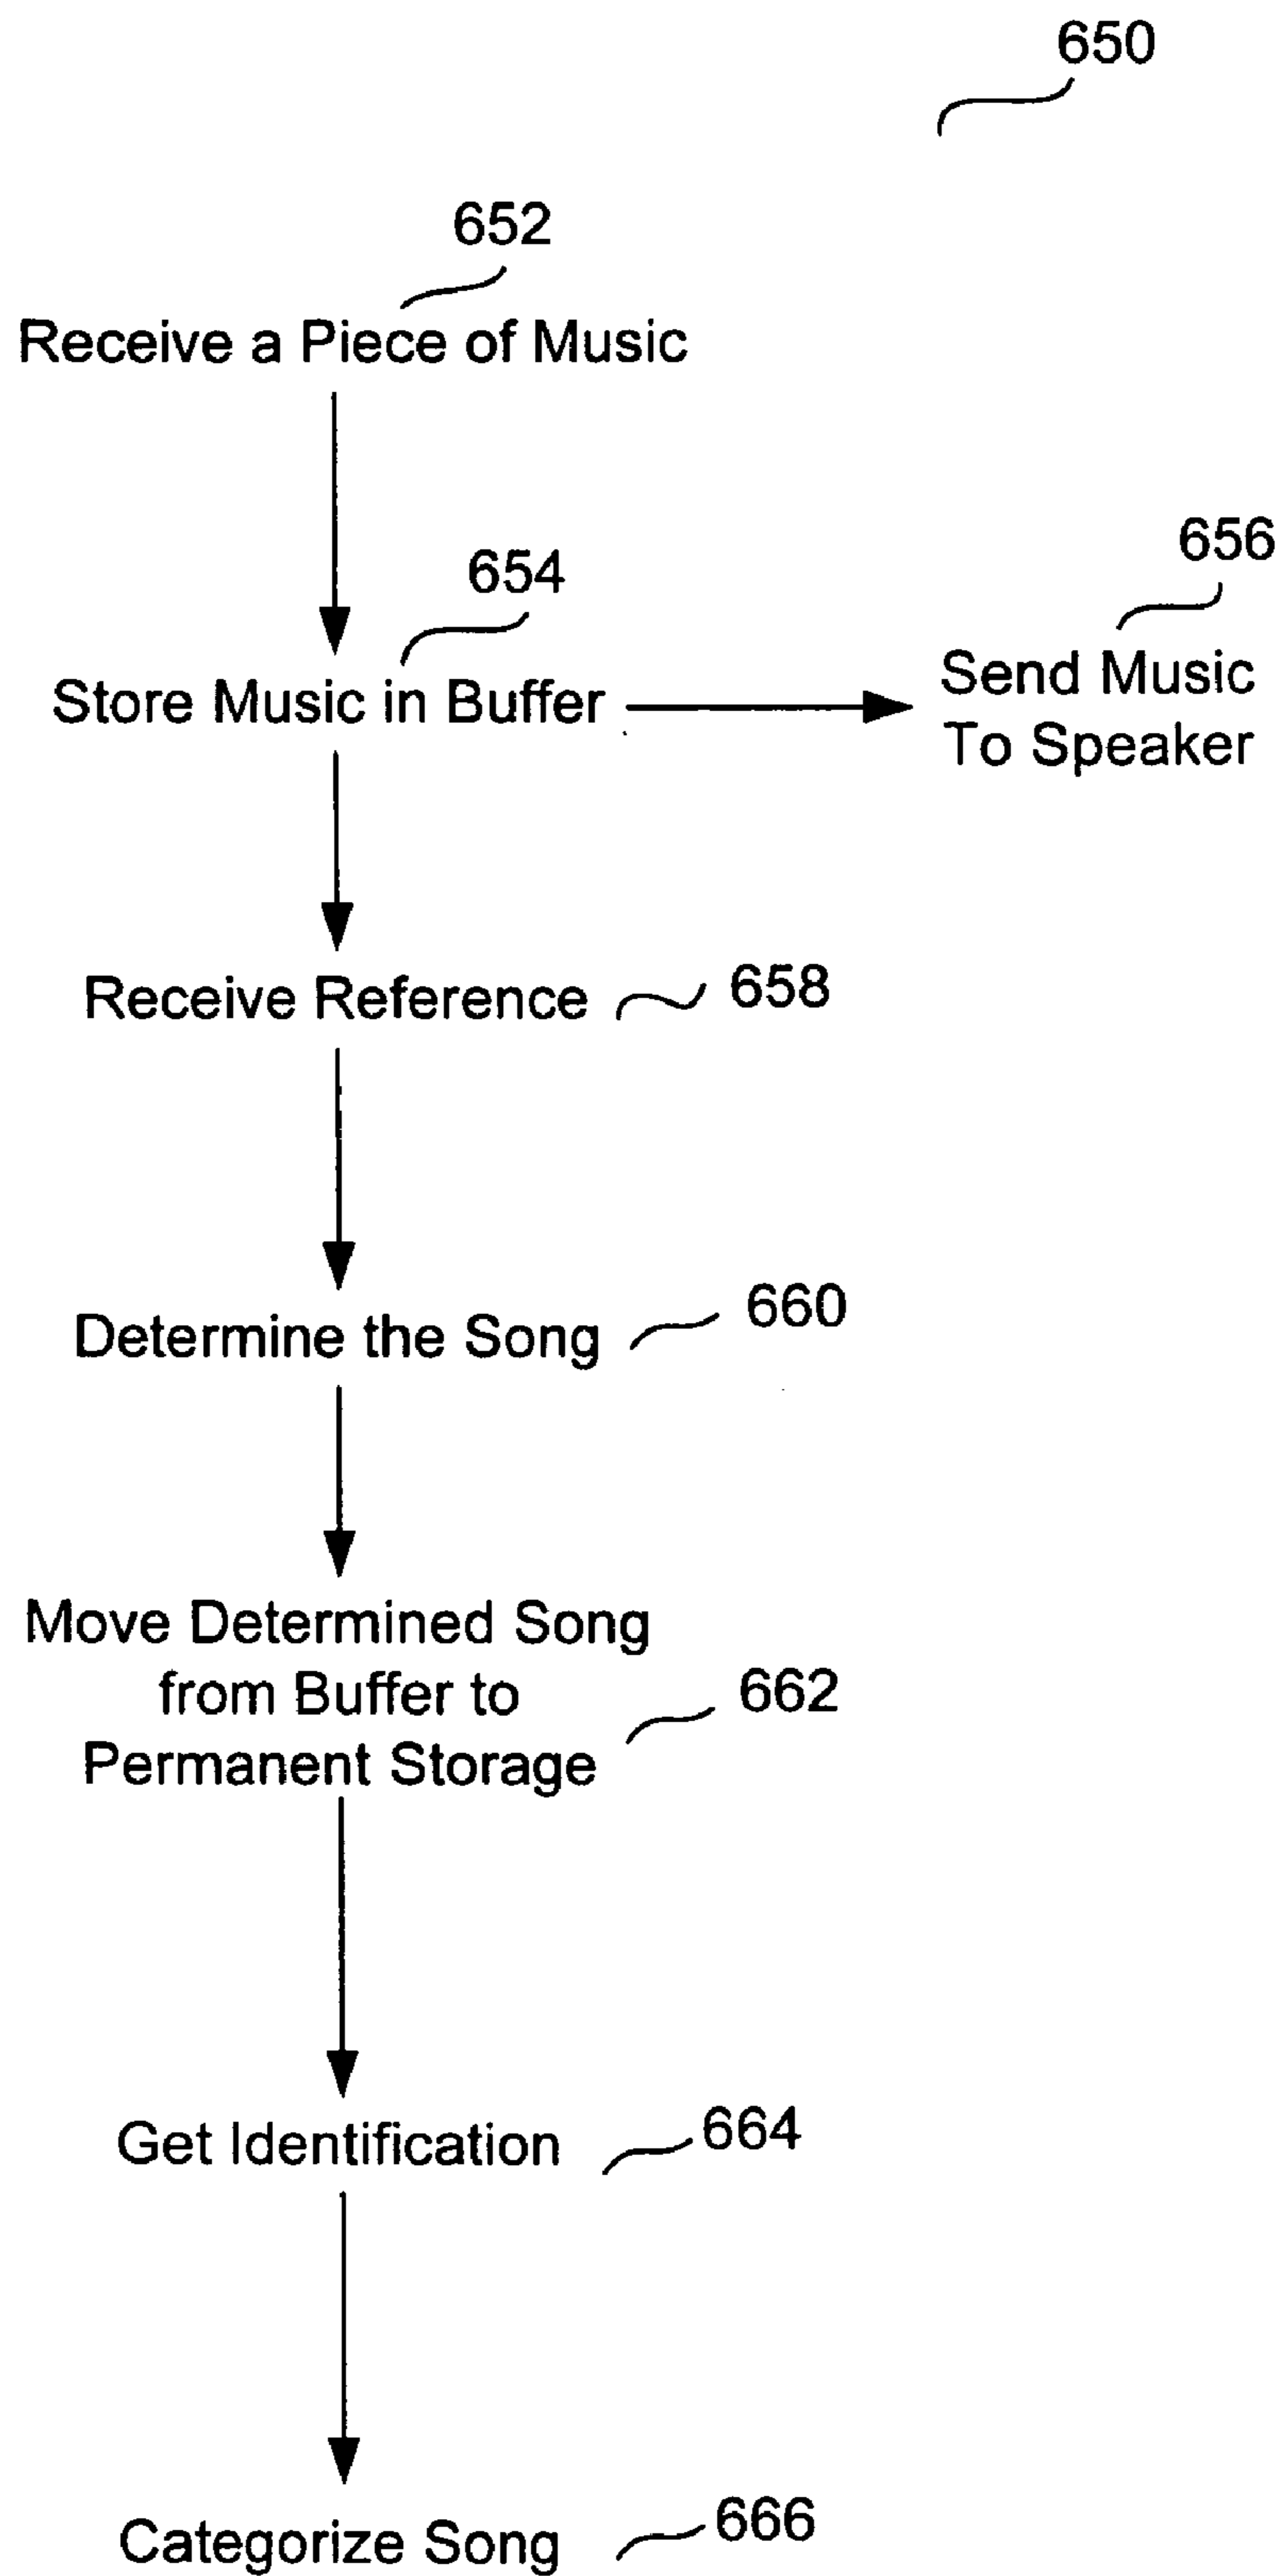 650
652
Receive a Piece of Music
654
656
Store Music in Buffer
Send Music
To Speaker
Receive Reference
658
Determine the Song
660
Move Determined Song
from Buffer to
Permanent Storage
662
Get Identification
664
Categorize Song
666